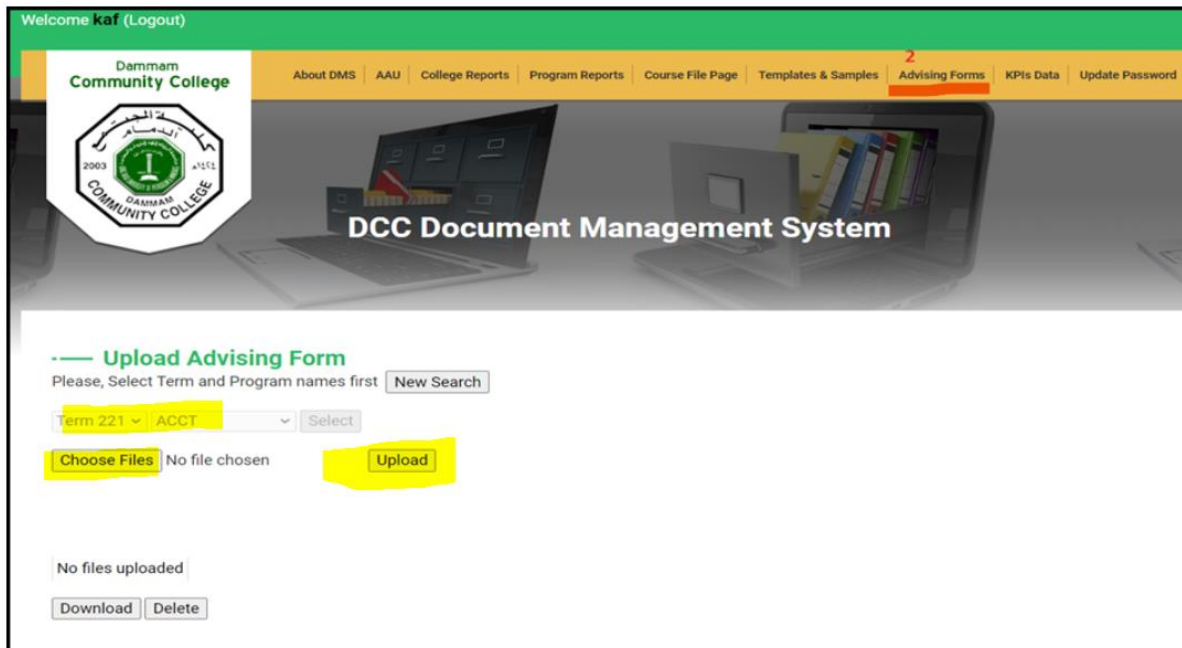 Welcome kaf (Logout)
2
Dammam
Community College
About DMS
AAU
College Reports
Program Reports
Course File Page
Templates & Samples
Advising Forms
KPIs Data
Update Password
كلية المجتمع
الدمام
2003
DAMMAM
COMMUNITY COLLEGE
DCC Document Management System
Upload Advising Form
Please, Select Term and Program names first New Search
Term 221 ACCT Select
Choose Files No file chosen Upload
No files uploaded
Download Delete